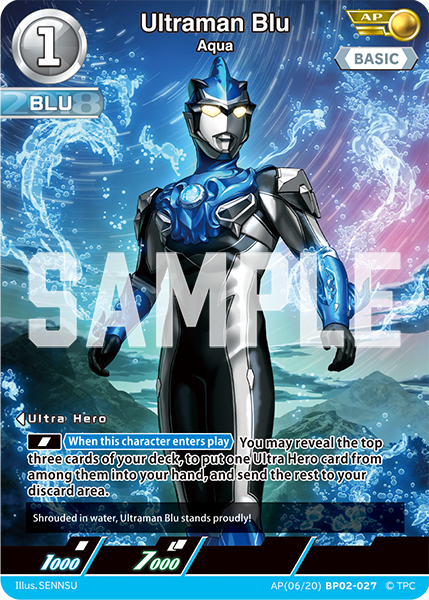 Ultraman Blu
Aqua
1
AP
BASIC
BLU
SAMPLE
Ultra Hero
When this character enters play You may reveal the top
three cards of your deck, to put one Ultra Hero card from
among them into your hand, and send the rest to your
discard area.
Shrouded in water, Ultraman Blu stands proudly!
1000 7000
Illus. SENNSU AP(06/20) BP02-027 © TPC